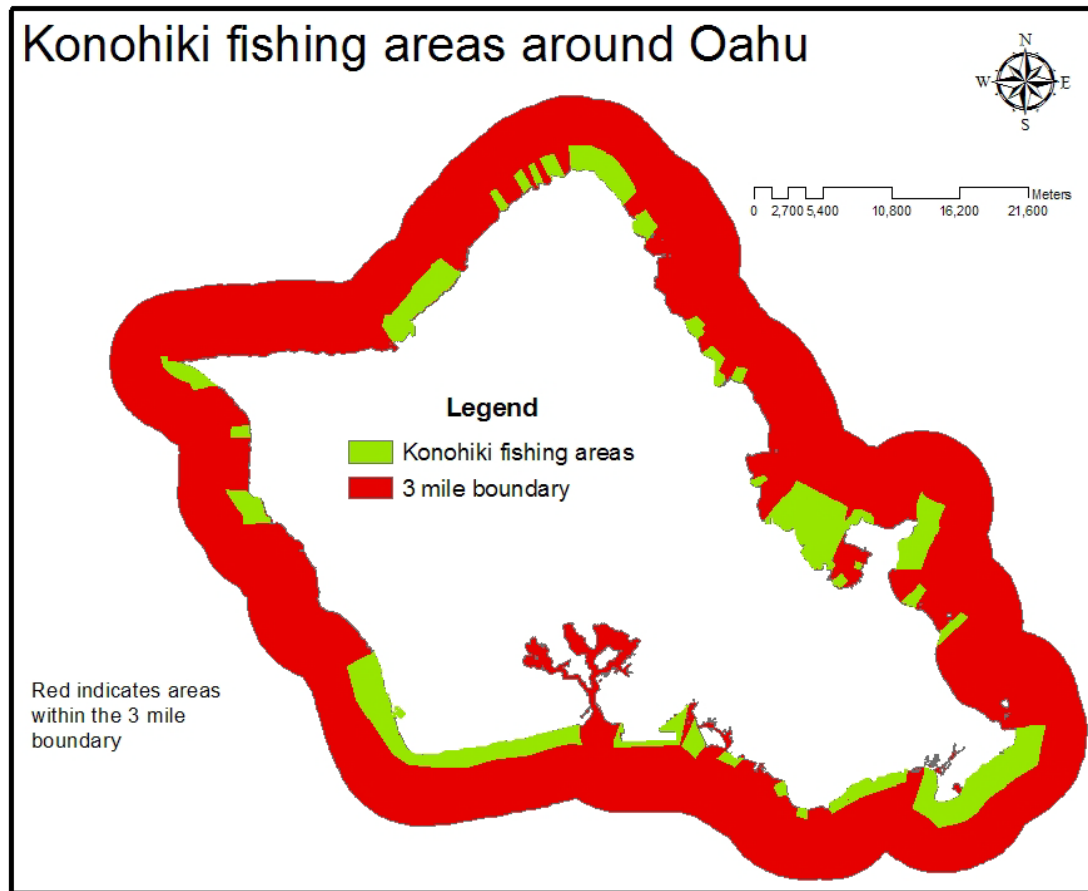 Konohiki fishing areas around Oahu
N
W E
S
Meters
0 2,700 5,400 10,800 16,200 21,600
Legend
Konohiki fishing areas
3 mile boundary
Red indicates areas
within the 3 mile
boundary